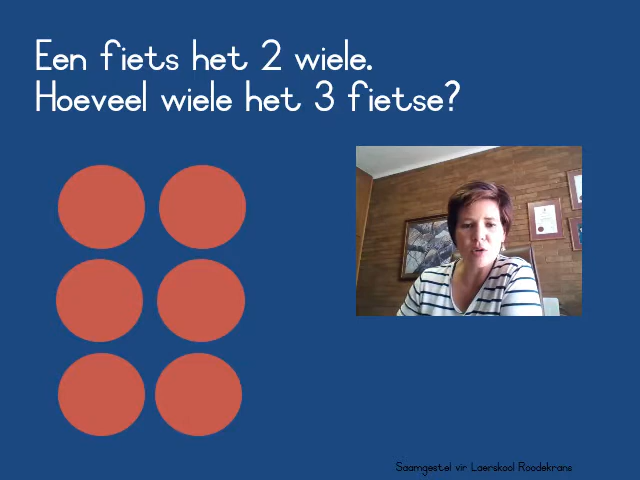 Een fiets het 2 wiele.
Hoeveel wiele het 3 fietse?
Saamgestel vir Laerskool Roodekrans